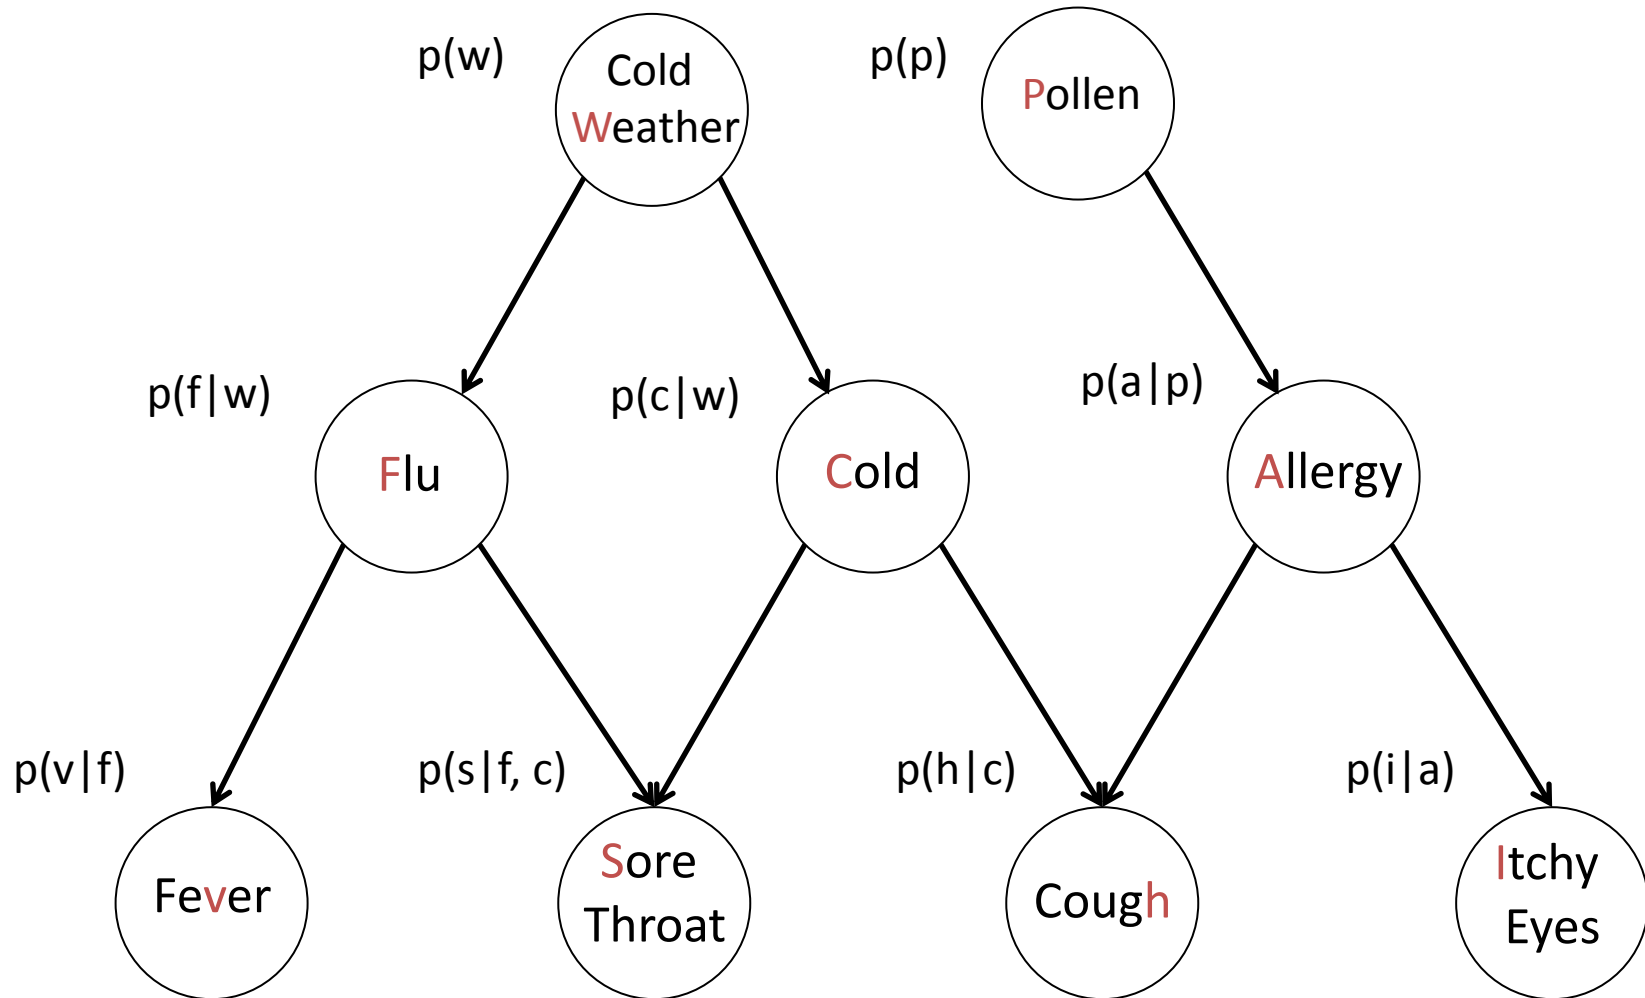 p(w)
Cold
Weather
p(p)
Pollen
p(f|w)
Flu
p(c|w)
Cold
p(a|p)
Allergy
p(v|f)
Fever
p(s|f, c)
Sore
Throat
p(h|c)
Cough
p(i|a)
Itchy
Eyes